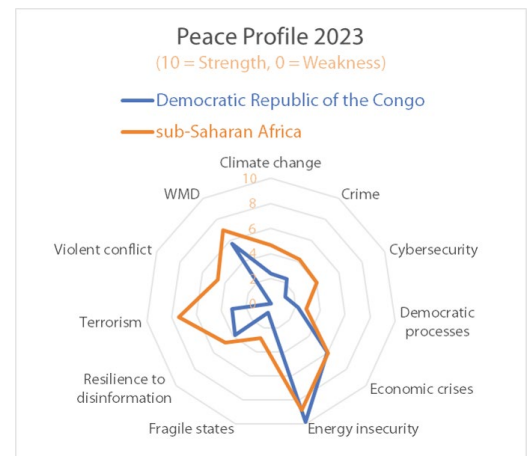 Peace Profile 2023
(10 = Strength, 0 = Weakness)
Democratic Republic of the Congo
sub-Saharan Africa
Climate change
10
8
6
4
2
0
Crime
Cybersecurity
Democratic
processes
Economic crises
Energy insecurity
Fragile states
Resilience to
disinformation
Terrorism
Violent conflict
WMD